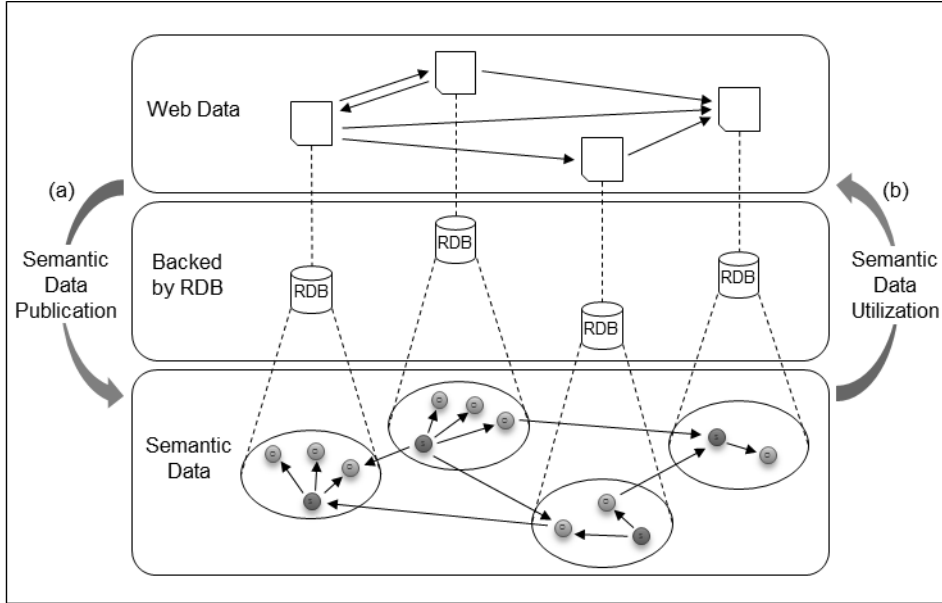 Web Data
(a)
(b)
Semantic
Data
Publication
Backed
by RDB
RDB
RDB
RDB
RDB
Semantic
Data
Utilization
Semantic
Data